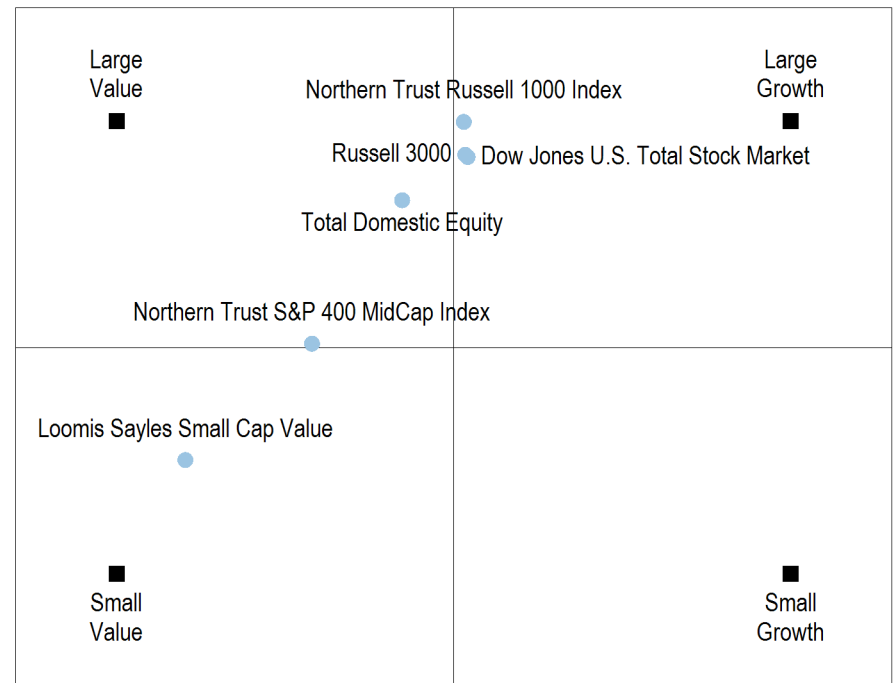 Large
Value
Large
Growth
Northern Trust Russell 1000 Index
Russell 3000
Dow Jones U.S. Total Stock Market
Total Domestic Equity
Northern Trust S&P 400 MidCap Index
Loomis Sayles Small Cap Value
Small
Value
Small
Growth